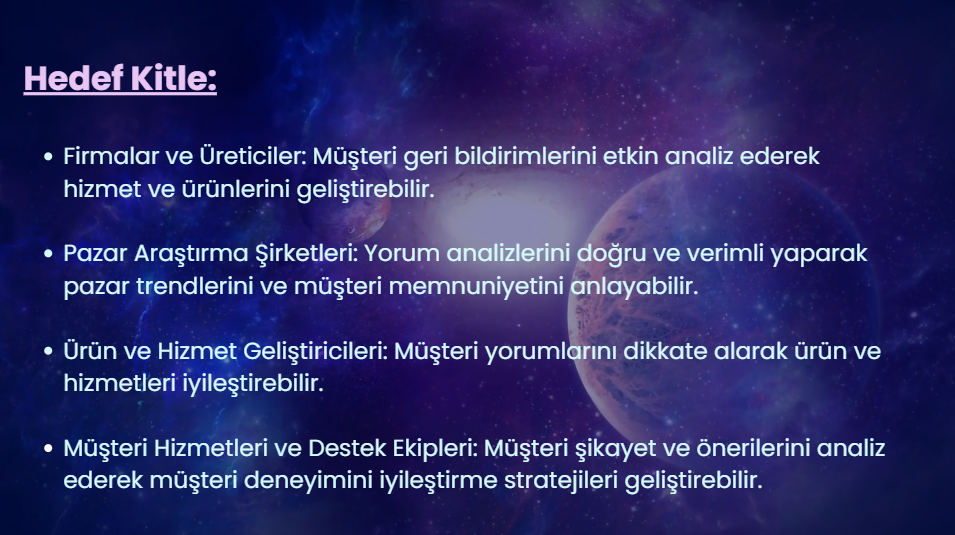 Hedef Kitle:
• Firmalar ve Üreticiler: Müşteri geri bildirimlerini etkin analiz ederek
hizmet ve ürünlerini geliştirebilir.
• Pazar Araştırma Şirketleri: Yorum analizlerini doğru ve verimli yaparak
pazar trendlerini ve müşteri memnuniyetini anlayabilir.
• Ürün ve Hizmet Geliştiricileri: Müşteri yorumlarını dikkate alarak ürün ve
hizmetleri iyileştirebilir.
• Müşteri Hizmetleri ve Destek Ekipleri: Müşteri şikayet ve önerilerini analiz
ederek müşteri deneyimini iyileştirme stratejileri geliştirebilir.